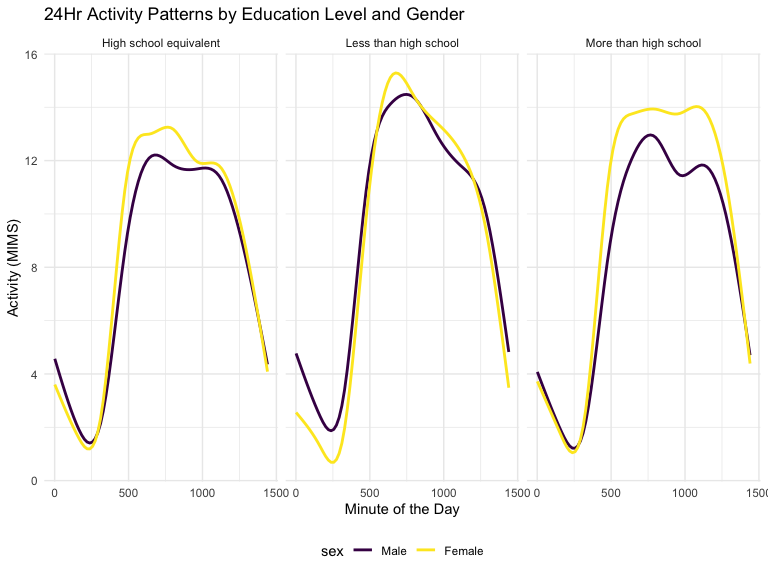 24Hr Activity Patterns by Education Level and Gender
High school equivalent Less than high school More than high school
Activity (MIMS)
16
12
8
4
0
0 500 1000 1500 0 500 1000 1500 0 500 1000 1500
Minute of the Day
sex Male Female